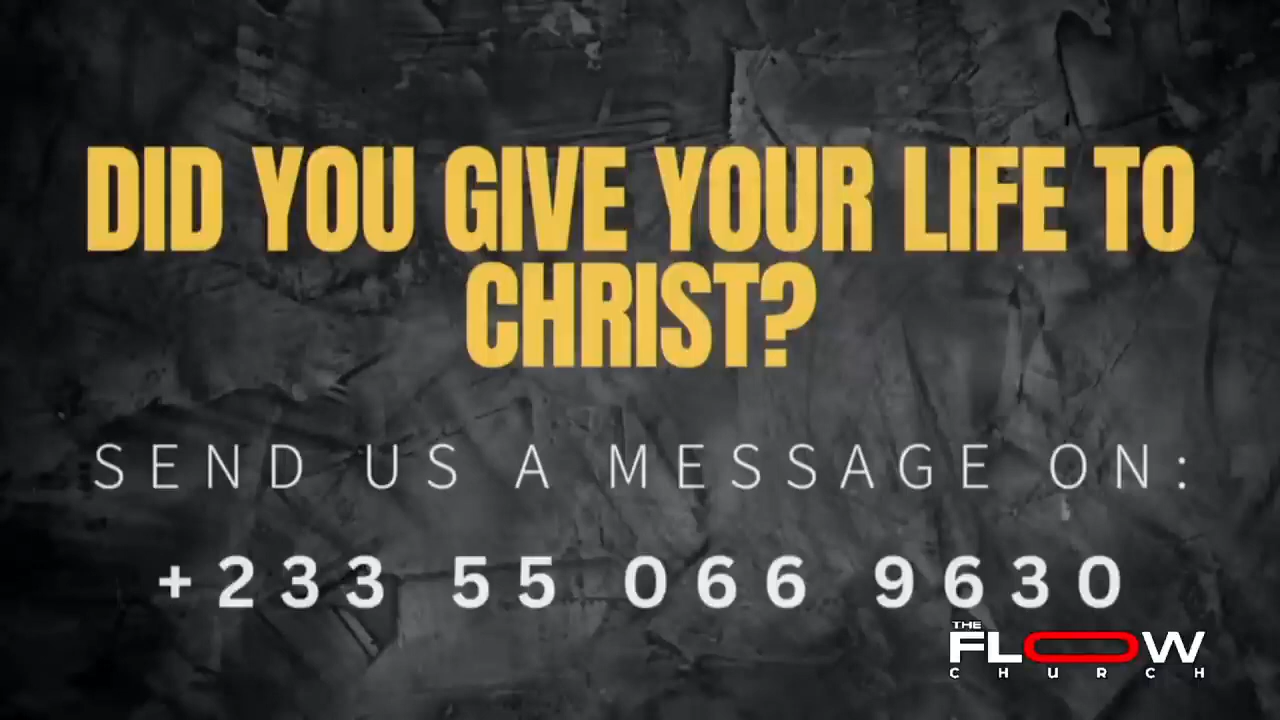 DID YOU GIVE YOUR LIFE TO
CHRIST?
SEND US A MESSAGE ON:
+233 55 066 9630
THE
FLOW
CHURCH